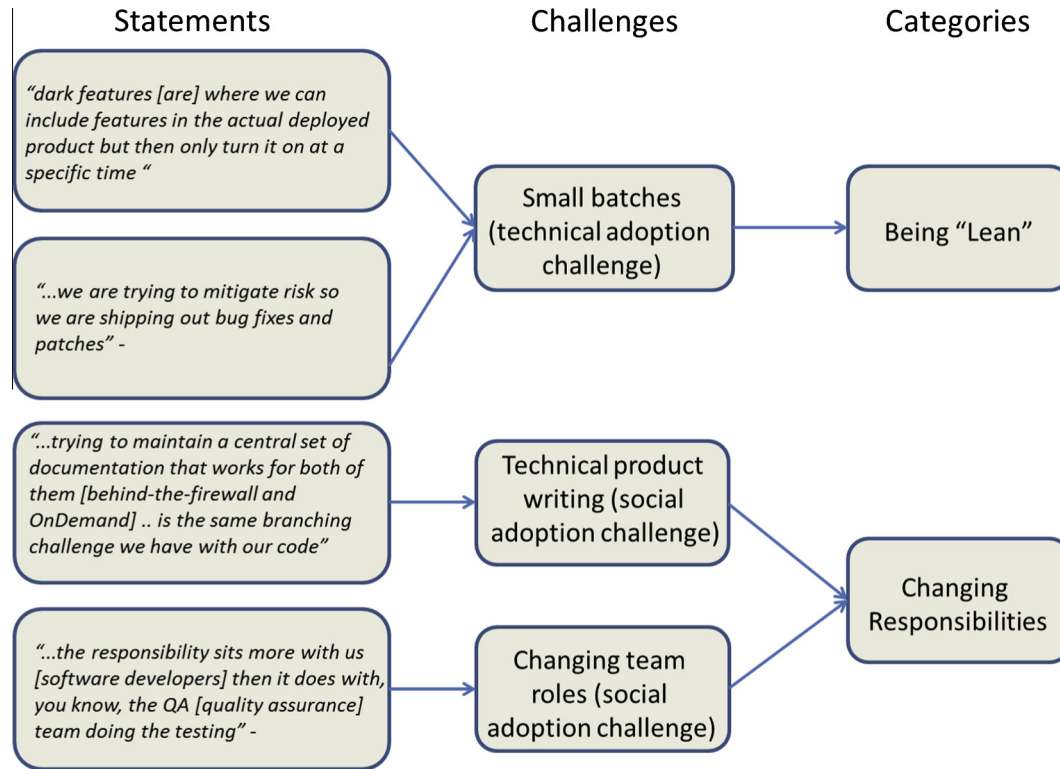 Statements
Challenges
Categories
“dark features [are] where we can
include features in the actual deployed
product but then only turn it on at a
specific time “
“...we are trying to mitigate risk so
we are shipping out bug fixes and
patches” -
Small batches
(technical adoption
challenge)
Being “Lean”
“...trying to maintain a central set of
documentation that works for both of
them [behind-the-firewall and
OnDemand] .. is the same branching
challenge we have with our code”
Technical product
writing (social
adoption challenge)
“...the responsibility sits more with us
[software developers] then it does with,
you know, the QA [quality assurance]
team doing the testing” -
Changing team
roles (social
adoption challenge)
Changing
Responsibilities